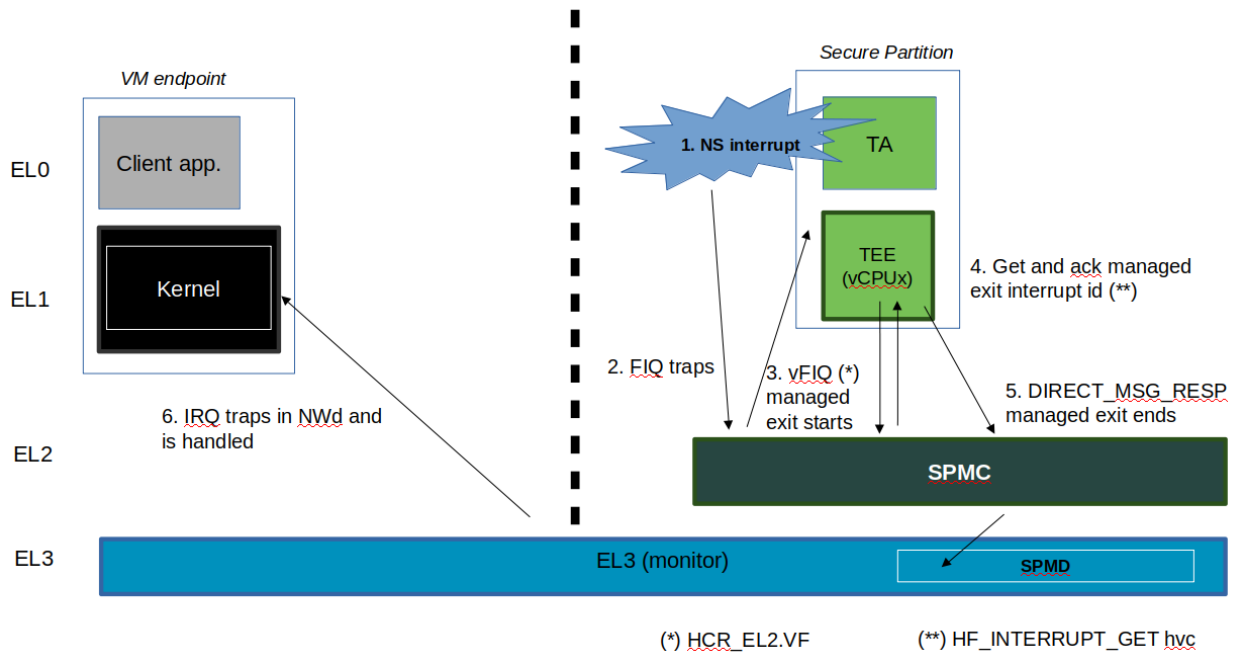 VM endpoint
Secure Partition
EL0
Client app.
1. NS interrupt
TA
EL1
Kernel
TEE
(vCPUx)
4. Get and ack managed
exit interrupt id (**)
2. FIQ traps
3. vFIQ (*)
managed
exit starts
5. DIRECT_MSG_RESP
managed exit ends
6. IRQ traps in NWd and
is handled
EL2
SPMC
EL3
EL3 (monitor)
SPMD
(*) HCR_EL2.VF
(**) HF_INTERRUPT_GET hvc